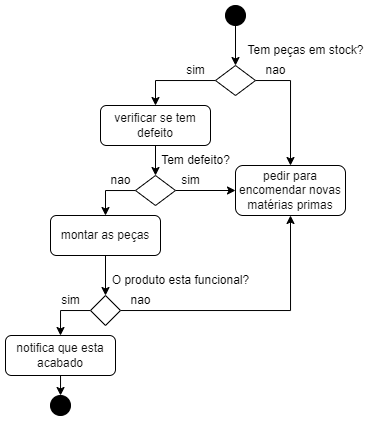 Tem peças em stock?
sim
nao
verificar se tem
defeito
Tem defeito?
nao
sim
pedir para
encomendar novas
matérias primas
montar as peças
O produto esta funcional?
sim
nao
notifica que esta
acabado